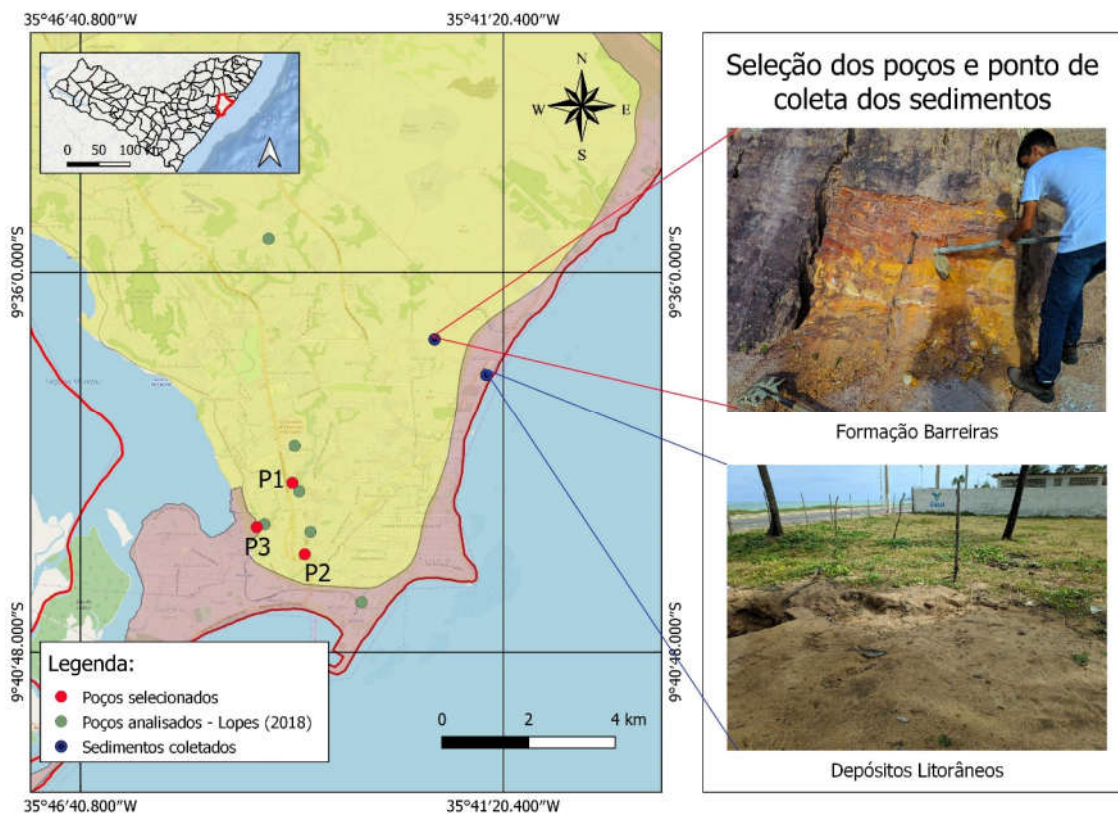 35°46'40.800"W
35°41'20.400"W
0 50 100 km
N
W E
S
9°36'0.000"S
9°36'0.000"S
P1
P3
P2
9°40'48.000"S
9°40'48.000"S
Legenda:
Poços selecionados
Poços analisados - Lopes (2018)
Sedimentos coletados
0 2 4 km
35°46'40.800"W
35°41'20.400"W
Seleção dos poços e ponto de
coleta dos sedimentos
Formação Barreiras
Depósitos Litorâneos